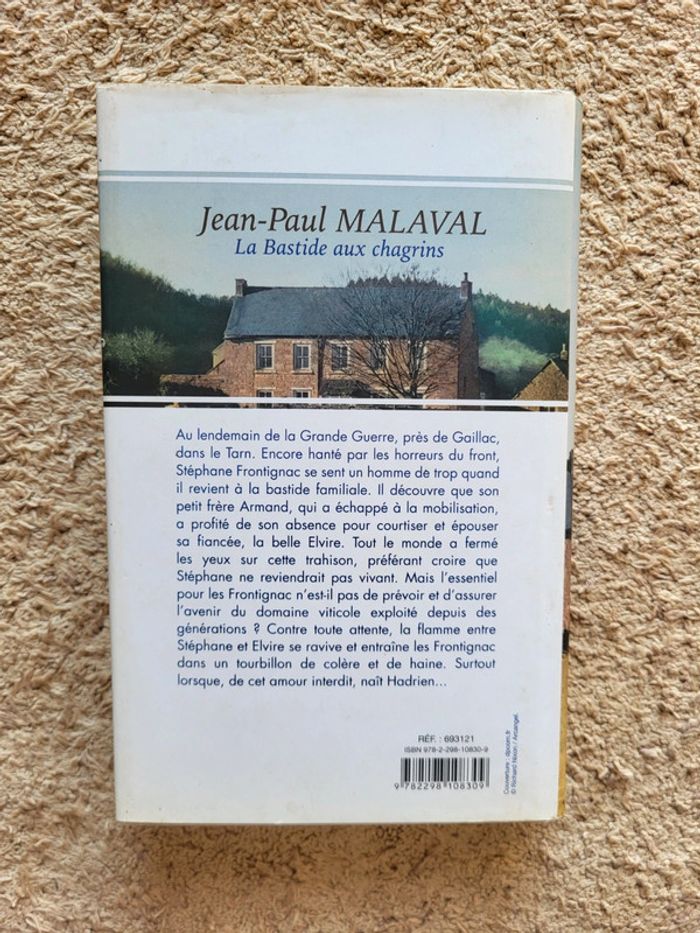 Jean-Paul MALAVAL
La Bastide aux chagrins
Au lendemain de la Grande Guerre, près de Gaillac,
dans le Tarn. Encore hanté par les horreurs du front,
Stéphane Frontignac se sent un homme de trop quand
il revient à la bastide familiale. Il découvre que son
petit frère Armand, qui a échappé à la mobilisation,
a profité de son absence pour courtiser et épouser
sa fiancée, la belle Elvire. Tout le monde a fermé
les yeux sur cette trahison, préférant croire que
Stéphane ne reviendrait pas vivant. Mais l'essentiel
pour les Frontignac n'est-il pas de prévoir et d'assurer
l'avenir du domaine viticole exploité depuis des
générations ? Contre toute attente, la flamme entre
Stéphane et Elvire se ravive et entraîne les Frontignac
dans un tourbillon de colère et de haine. Surtout
lorsque, de cet amour interdit, naît Hadrien...
RÉF. : 693121
ISBN 978-2-298-10830-9
9 782298 108309
Couverture : dpcom.fr
© Richard Nixon / Arcangel.